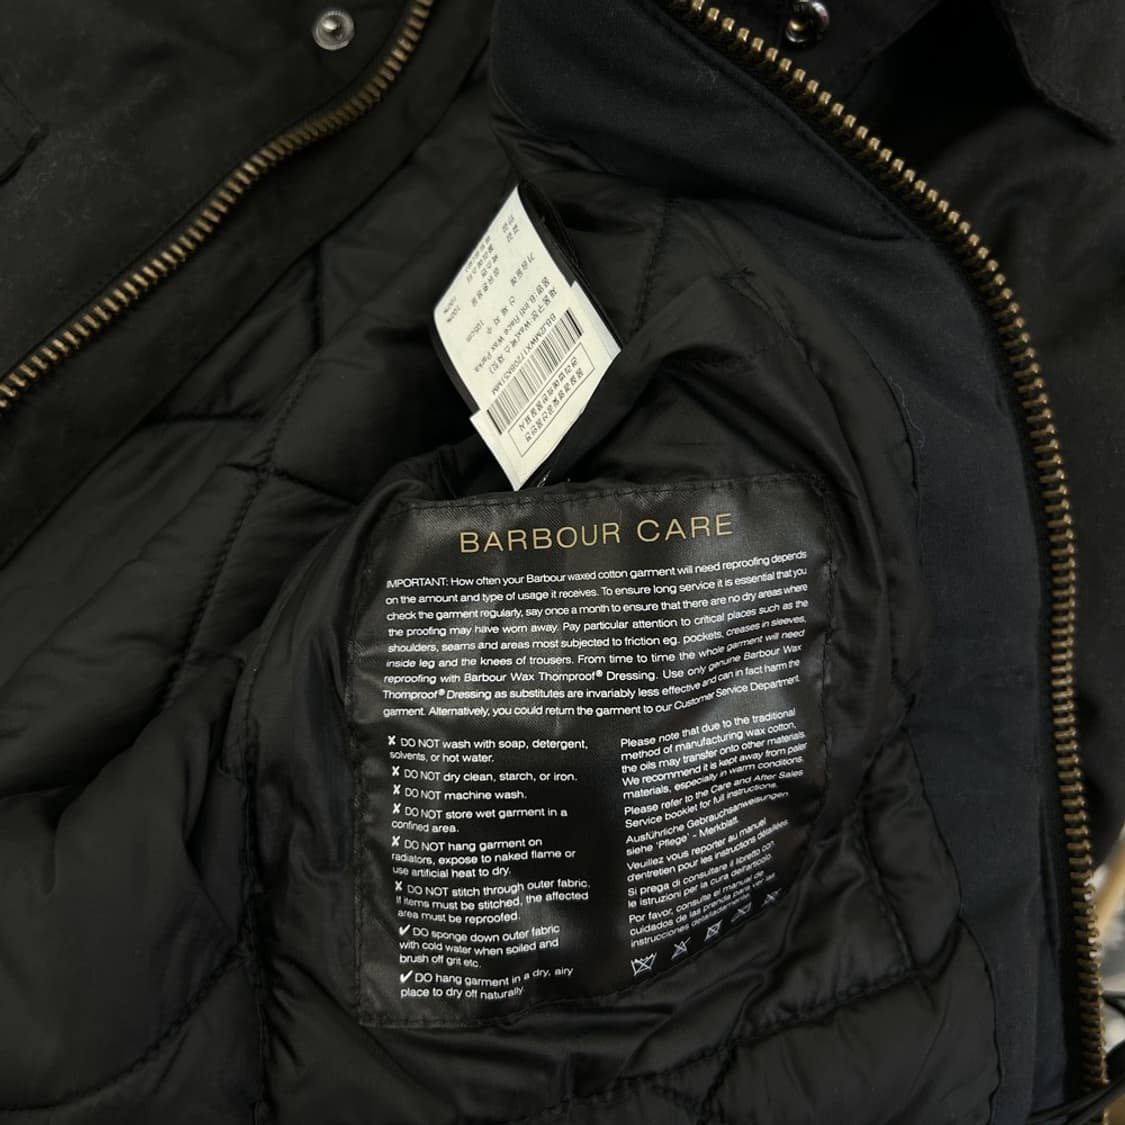 BARBOUR CARE
IMPORTANT: How often your Barbour waxed cotton garment will need reproofing depends
on the amount and type of usage it receives. To ensure long service it is essential that you
check the garment regularly, say once a month to ensure that there are no dry areas where
the proofing may have worn away. Pay particular attention to critical places such as the
shoulders, seams and areas most subjected to friction eg. pockets, creases in sleeves,
inside leg and the knees of trousers. From time to time the whole garment will need
reproofing with Barbour Wax Thornproof® Dressing. Use only genuine Barbour Wax
Thornproof® Dressing as substitutes are invariably less effective and can in fact harm the
garment. Alternatively, you could return the garment to our Customer Service Department.
✗ DO NOT wash with soap, detergent,
solvents, or hot water.
✗ DO NOT dry clean, starch, or iron.
✗ DO NOT machine wash.
✗ DO NOT store wet garment in a
confined area.
✗ DO NOT hang garment on
radiators, expose to naked flame or
use artificial heat to dry.
✗ DO NOT stitch through outer fabric.
If items must be stitched, the affected
area must be reproofed.
✔ DO sponge down outer fabric
with cold water when soiled and
brush off grit etc.
✔ DO hang garment in a dry, airy
place to dry off naturally.
Please note that due to the traditional
method of manufacturing wax cotton,
the oils may transfer onto other materials.
We recommend it is kept away from paler
materials, especially in warm conditions.
Please refer to the Care and After Sales
Service booklet for full instructions.
Ausführliche Gebrauchsanweisungen
siehe 'Pflege' - Merkblatt.
Veuillez vous reporter au manuel
d'entretien pour les instructions détaillées.
Si prega di consultare il libretto con
le istruzioni per la cura dell'articolo.
Por favor, consulte el manual de
cuidados de las prendas para ver las
instrucciones detalladamente.
105cm
100%
100%